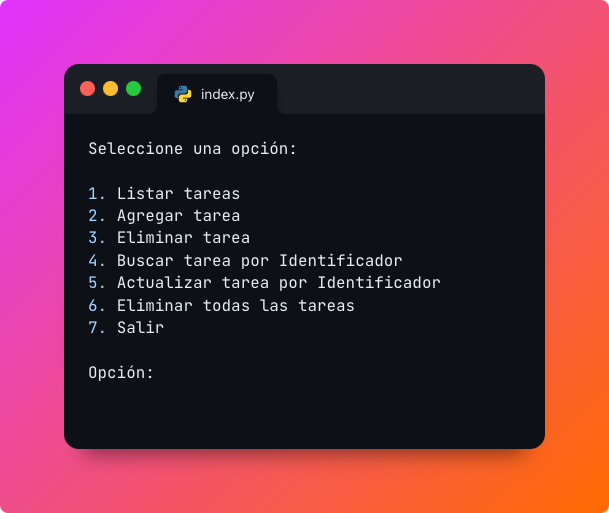 index.py
Seleccione una opción:
1. Listar tareas
2. Agregar tarea
3. Eliminar tarea
4. Buscar tarea por Identificador
5. Actualizar tarea por Identificador
6. Eliminar todas las tareas
7. Salir
Opción: